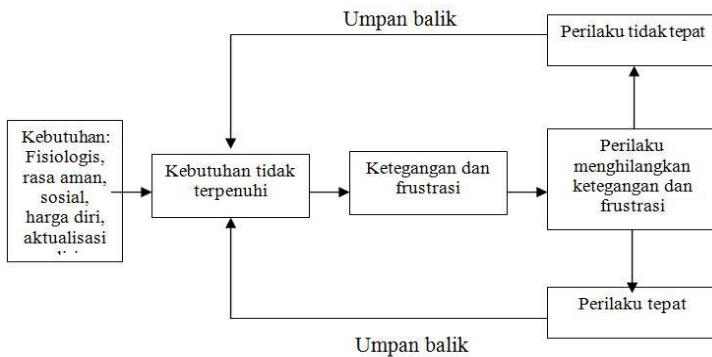 Umpan balik
Perilaku tidak tepat
Kebutuhan:
Fisiologis,
rasa aman,
sosial,
harga diri,
aktualisasi
Kebutuhan tidak
terpenuhi
Ketegangan dan
frustrasi
Perilaku
menghilangkan
ketegangan dan
frustrasi
Perilaku tepat
Umpan balik